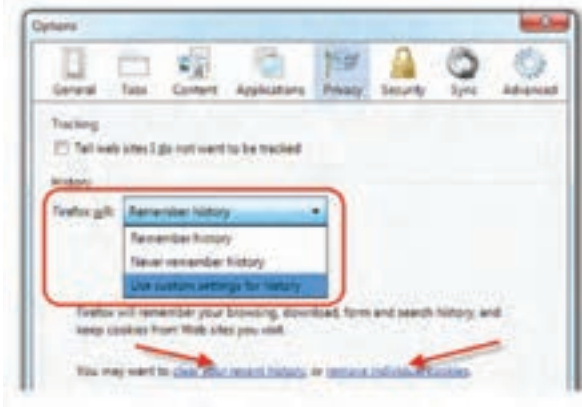 Options
General Tabs Content Applications Privacy Security Sync Advanced
Tracking
Tell web sites I do not want to be tracked
History
Firefox will: Remember history
Remember history
Never remember history
Use custom settings for history
Firefox will remember your browsing, download, form and search history, and
keep cookies from Web sites you visit.
You may want to clear your recent history, or remove individual cookies.